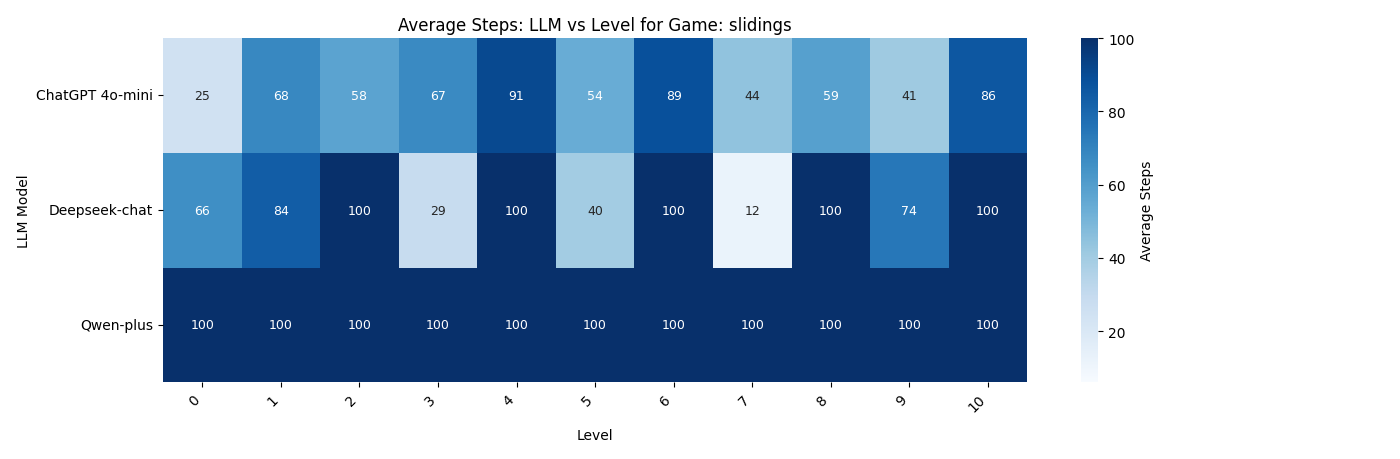 Average Steps: LLM vs Level for Game: slidings
LLM Model
ChatGPT 4o-mini
25 68 58 67 91 54 89 44 59 41 86
Deepseek-chat
66 84 100 29 100 40 100 12 100 74 100
Qwen-plus
100 100 100 100 100 100 100 100 100 100 100
0 1 2 3 4 5 6 7 8 9 10
Level
100
80
60
40
20
Average Steps